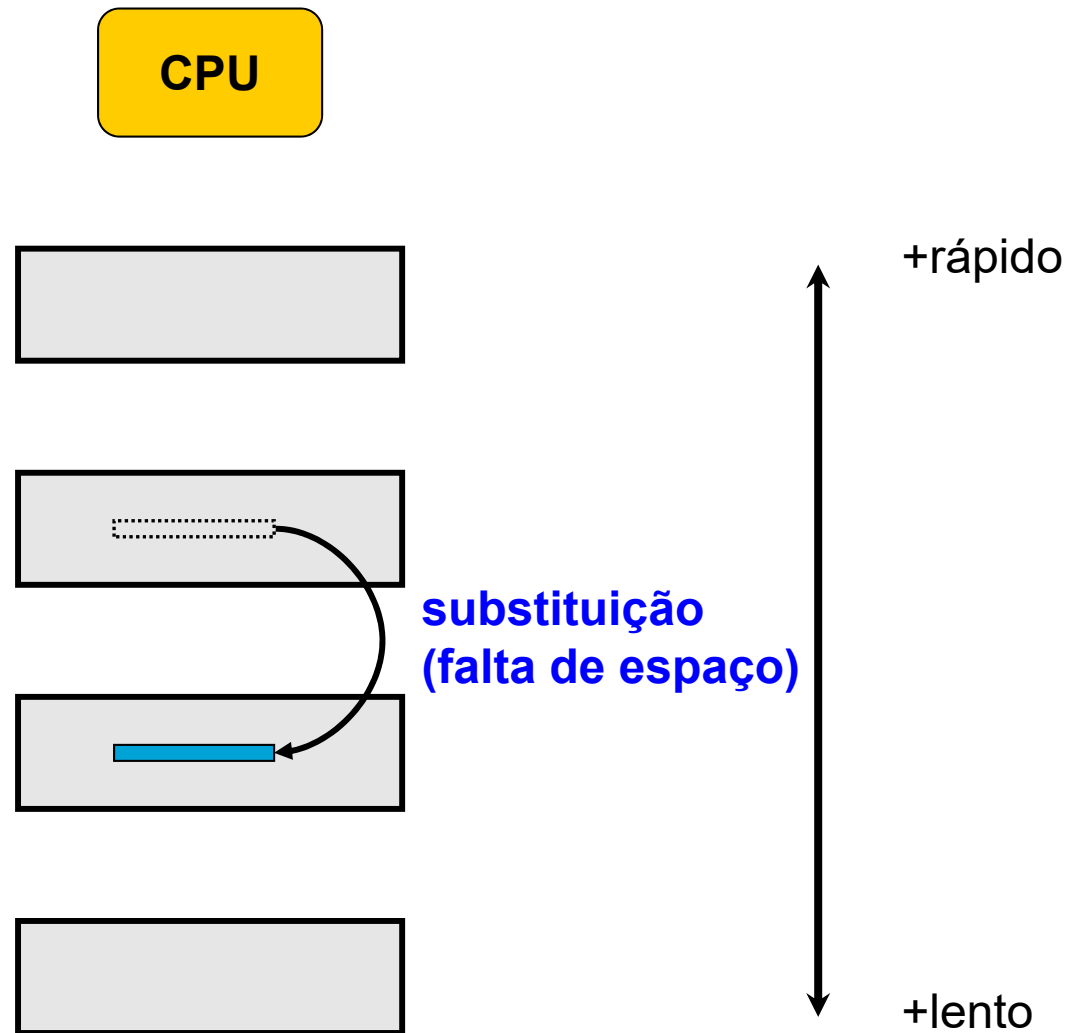 CPU
+rápido
substituição
(falta de espaço)
+lento